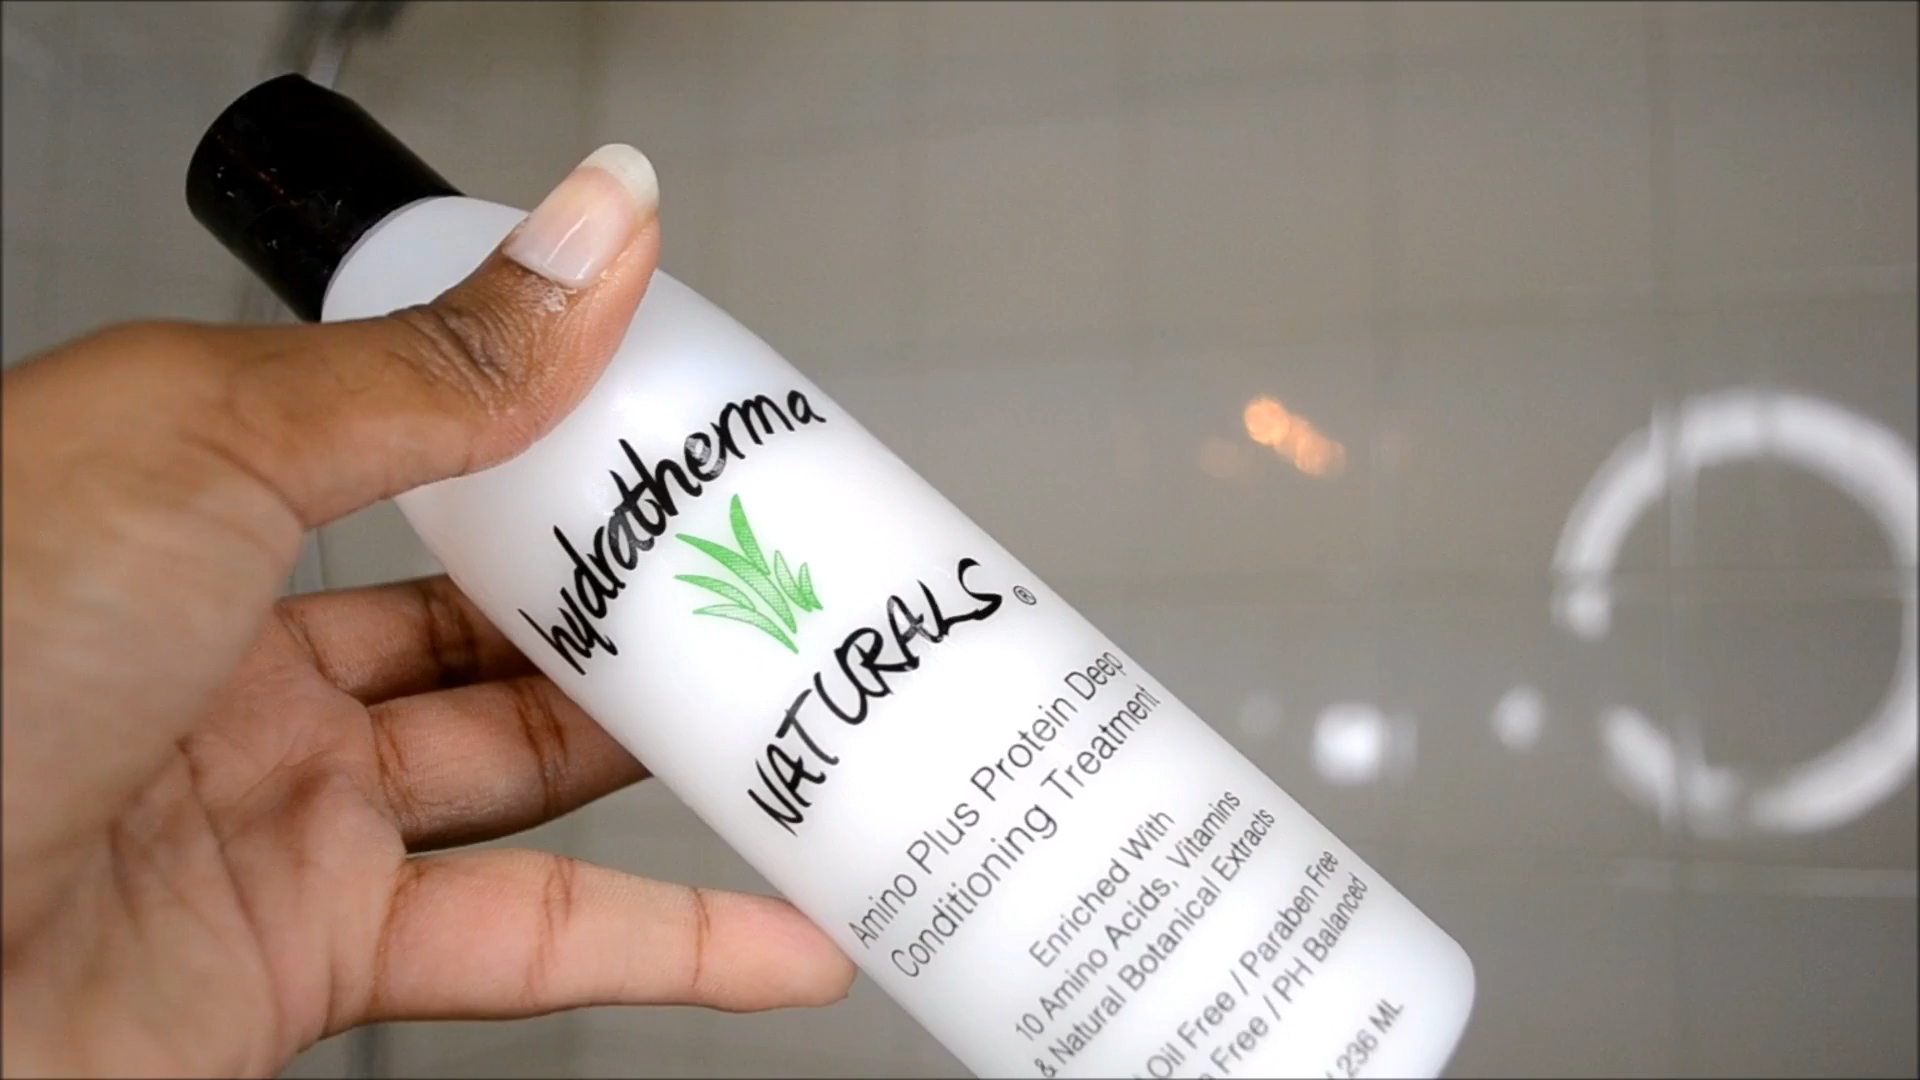 hydratherma
NATURALS®
Amino Plus Protein Deep
Conditioning Treatment
Enriched With
10 Amino Acids, Vitamins
& Natural Botanical Extracts
Oil Free / Paraben Free
Free / PH Balanced
236 ML